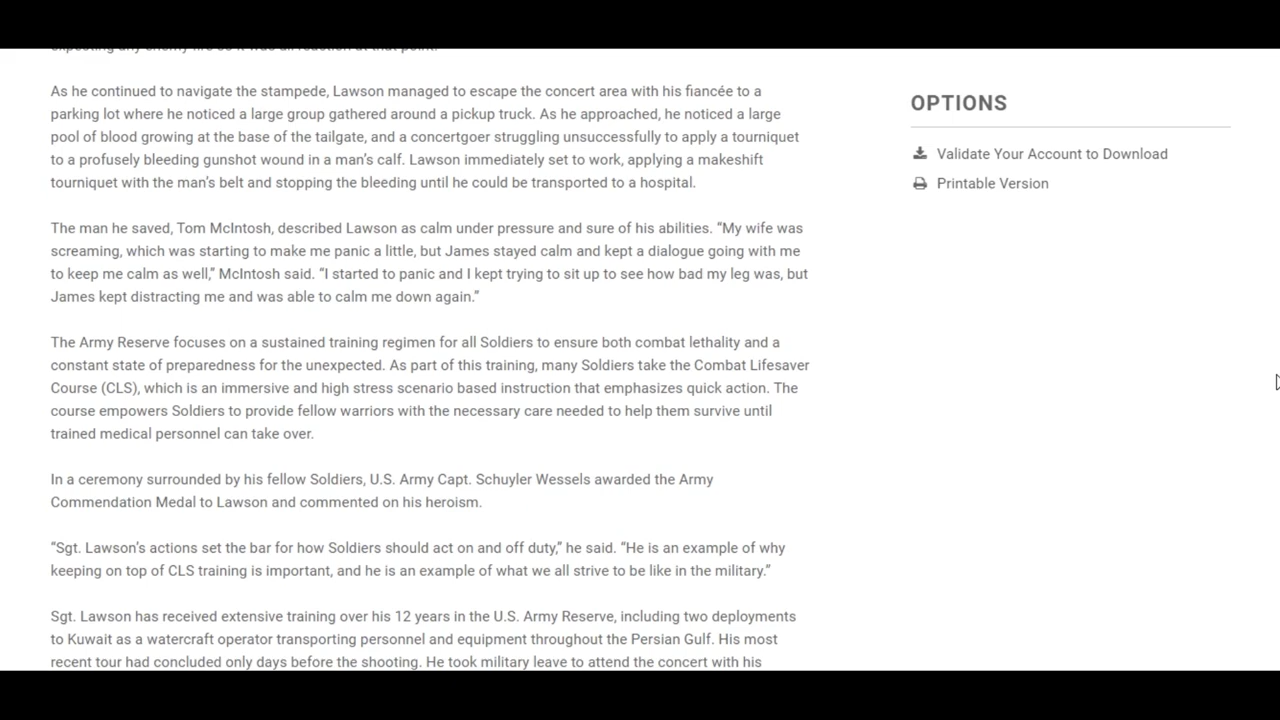 expecting any enemy fire so it was all reaction at that point.
As he continued to navigate the stampede, Lawson managed to escape the concert area with his fiancée to a
parking lot where he noticed a large group gathered around a pickup truck. As he approached, he noticed a large
pool of blood growing at the base of the tailgate, and a concertgoer struggling unsuccessfully to apply a tourniquet
to a profusely bleeding gunshot wound in a man’s calf. Lawson immediately set to work, applying a makeshift
tourniquet with the man’s belt and stopping the bleeding until he could be transported to a hospital.
The man he saved, Tom McIntosh, described Lawson as calm under pressure and sure of his abilities. “My wife was
screaming, which was starting to make me panic a little, but James stayed calm and kept a dialogue going with me
to keep me calm as well,” McIntosh said. “I started to panic and I kept trying to sit up to see how bad my leg was, but
James kept distracting me and was able to calm me down again.”
The Army Reserve focuses on a sustained training regimen for all Soldiers to ensure both combat lethality and a
constant state of preparedness for the unexpected. As part of this training, many Soldiers take the Combat Lifesaver
Course (CLS), which is an immersive and high stress scenario based instruction that emphasizes quick action. The
course empowers Soldiers to provide fellow warriors with the necessary care needed to help them survive until
trained medical personnel can take over.
In a ceremony surrounded by his fellow Soldiers, U.S. Army Capt. Schuyler Wessels awarded the Army
Commendation Medal to Lawson and commented on his heroism.
“Sgt. Lawson’s actions set the bar for how Soldiers should act on and off duty,” he said. “He is an example of why
keeping on top of CLS training is important, and he is an example of what we all strive to be like in the military.”
Sgt. Lawson has received extensive training over his 12 years in the U.S. Army Reserve, including two deployments
to Kuwait as a watercraft operator transporting personnel and equipment throughout the Persian Gulf. His most
recent tour had concluded only days before the shooting. He took military leave to attend the concert with his
OPTIONS
Validate Your Account to Download
Printable Version